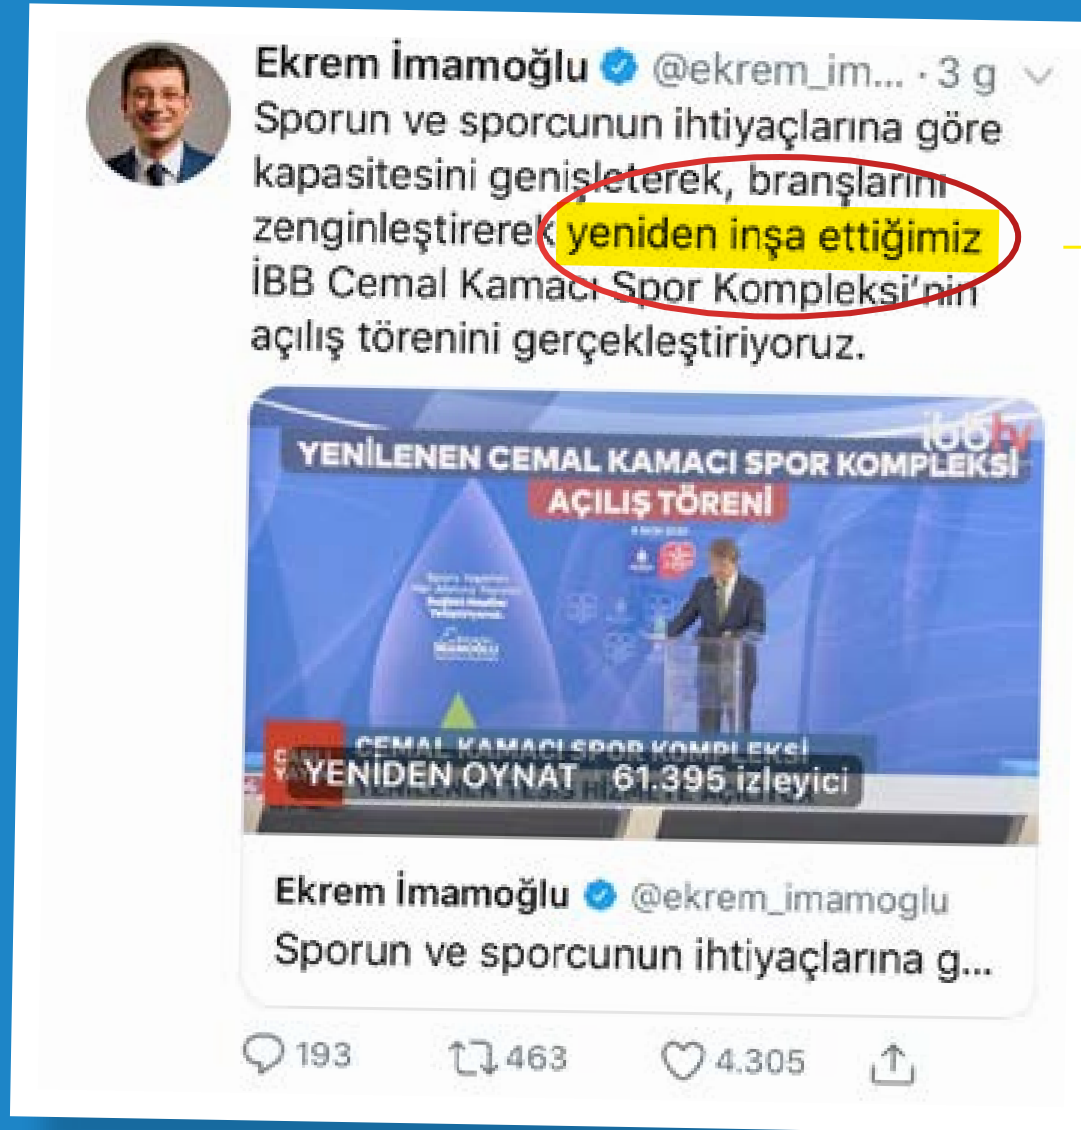 Ekrem İmamoğlu @ekrem_im... · 3 g
Sporun ve sporcunun ihtiyaçlarına göre
kapasitesini genişleterek, branşlarını
zenginleştirerek yeniden inşa ettiğimiz
İBB Cemal Kamacı Spor Kompleksi'nin
açılış törenini gerçekleştiriyoruz.
ibb tv
YENİLENEN CEMAL KAMACI SPOR KOMPLEKSİ
AÇILIŞ TÖRENİ
CEMAL KAMACI SPOR KOMPLEKSİ
YENİDEN OYNAT 61.395 izleyici
Ekrem İmamoğlu @ekrem_imamoglu
Sporun ve sporcunun ihtiyaçlarına g...
193 463 4.305